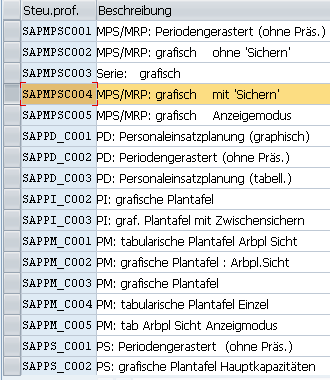 Steu.prof. Beschreibung
SAPMPSC001 MPS/MRP: Periodengerastert (ohne Präs.)
SAPMPSC002 MPS/MRP: grafisch ohne 'Sichern'
SAPMPSC003 Serie: grafisch
SAPMPSC004 MPS/MRP: grafisch mit 'Sichern'
SAPMPSC005 MPS/MRP: grafisch Anzeigemodus
SAPPD_C001 PD: Personaleinsatzplanung (graphisch)
SAPPD_C002 PD: Periodengerastert (ohne Präs.)
SAPPD_C003 PD: Personaleinsatzplanung (tabell.)
SAPPI_C002 PI: grafische Plantafel
SAPPI_C003 PI: graf. Plantafel mit Zwischensichern
SAPPM_C001 PM: tabularische Plantafel Arbpl Sicht
SAPPM_C002 PM: grafische Plantafel : Arbpl.Sicht
SAPPM_C003 PM: grafische Plantafel
SAPPM_C004 PM: tabularische Plantafel Einzel
SAPPM_C005 PM: tab Arbpl Sicht Anzeigmodus
SAPPS_C001 PS: Periodengerastert (ohne Präs.)
SAPPS_C002 PS: grafische Plantafel Hauptkapazitäten